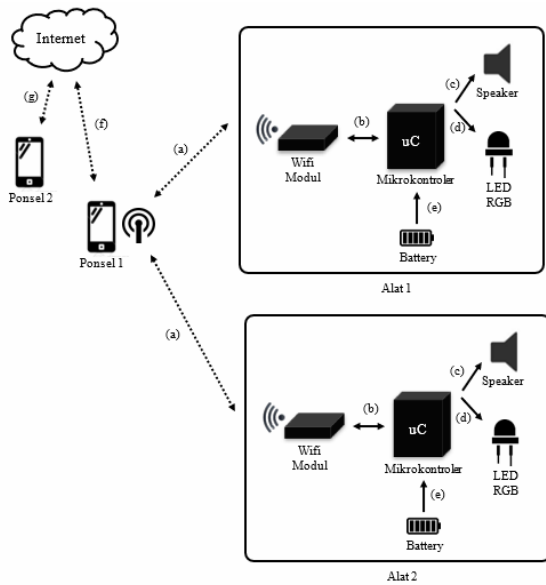 Internet
(g)
(f)
Ponsel 2
(a)
Ponsel 1
(a)
(b)
uC
(c)
Speaker
(d)
Wifi
Modul
Mikrokontroler
LED
RGB
(e)
Battery
Alat 1
(b)
uC
(c)
Speaker
(d)
Wifi
Modul
Mikrokontroler
LED
RGB
(e)
Battery
Alat 2